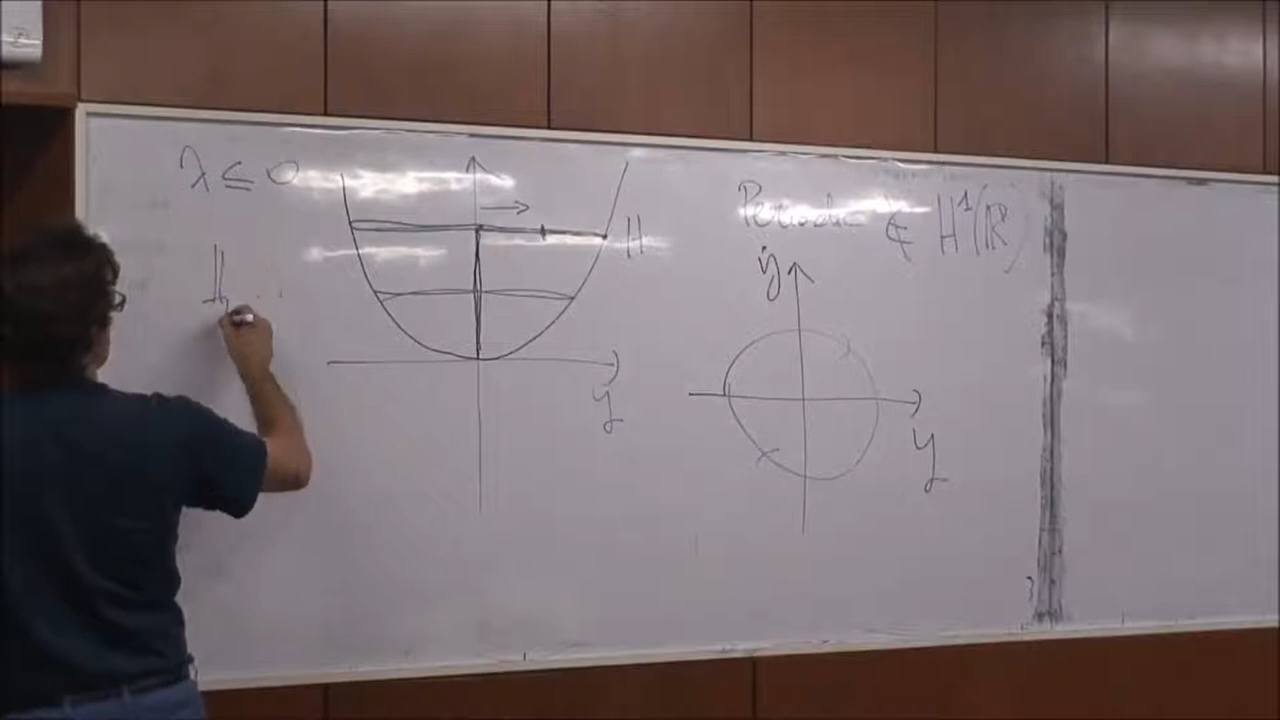 λ ≤ 0
H
y
Periodic ∉ H¹(ℝ)
ẏ
y